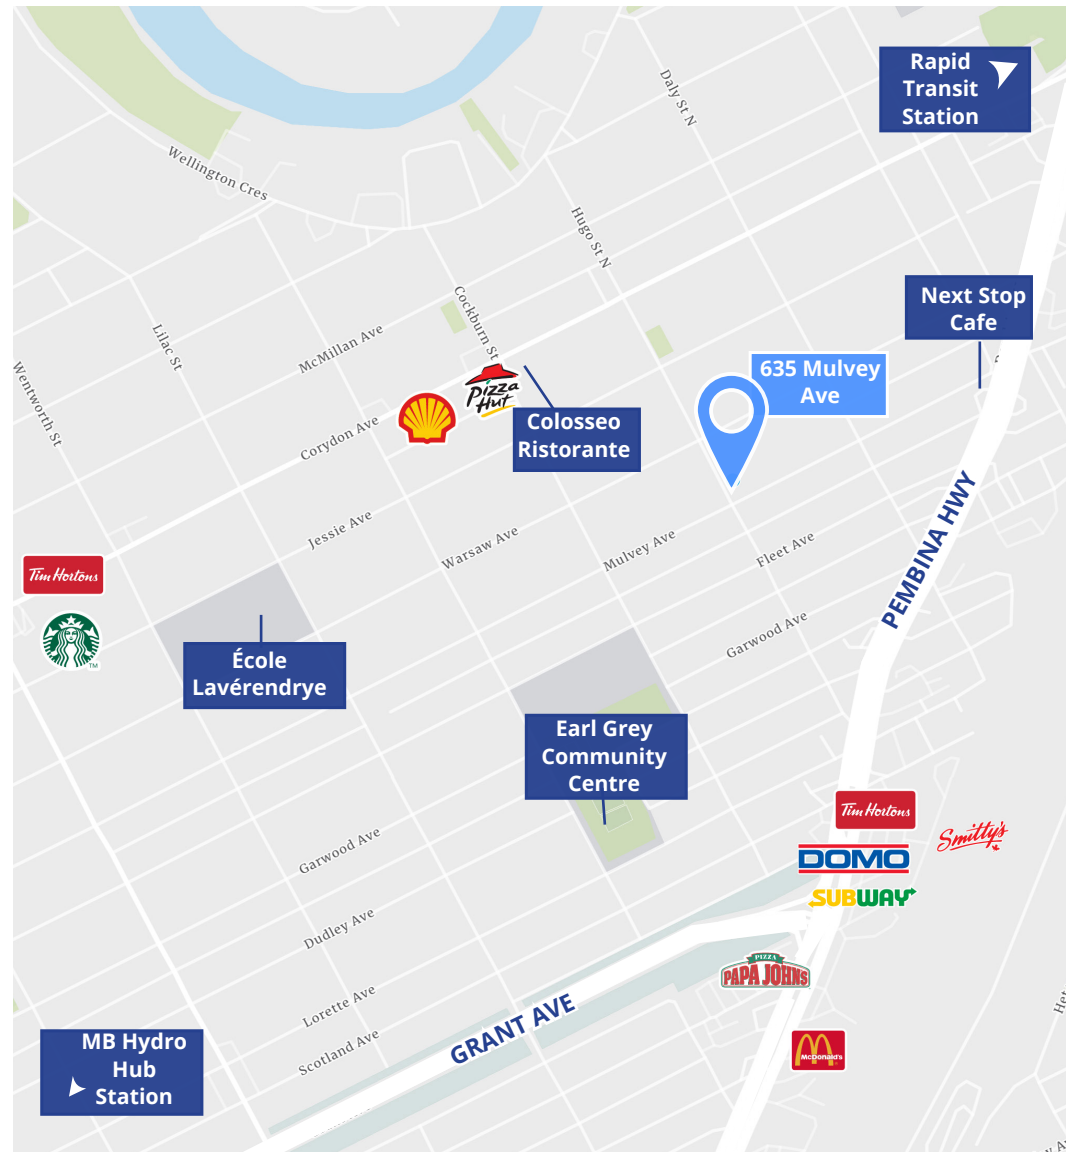 Rapid
Transit
Station
Daly St N
Wellington Cres
Hugo St N
Next Stop
Cafe
Cockburn St
McMillan Ave
Lilac St
Wentworth St
635 Mulvey
Ave
Pizza
Hut
Colosseo
Ristorante
Corydon Ave
PEMBINA HWY
Jessie Ave
Warsaw Ave
Mulvey Ave
Fleet Ave
Tim Hortons
TM
Garwood Ave
École
Lavérendrye
Earl Grey
Community
Centre
Tim Hortons
Smitty's
Garwood Ave
DOMO
SUBWAY
Dudley Ave
PIZZA
PAPA JOHNS
Lorette Ave
GRANT AVE
Scotland Ave
MB Hydro
Hub
Station
McDonald's